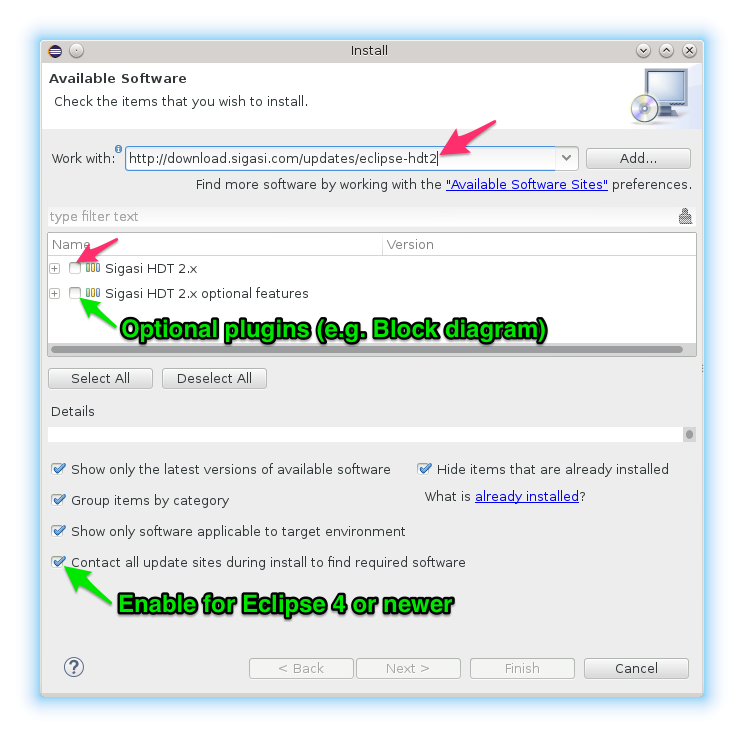 Install
Available Software
Check the items that you wish to install.
Work with: http://download.sigasi.com/updates/eclipse-hdt2 Add...
Find more software by working with the "Available Software Sites" preferences.
type filter text
Name Version
Sigasi HDT 2.x
Sigasi HDT 2.x optional features
Optional plugins (e.g. Block diagram)
Select All Deselect All
Details
Show only the latest versions of available software Hide items that are already installed
Group items by category What is already installed?
Show only software applicable to target environment
Contact all update sites during install to find required software
Enable for Eclipse 4 or newer
? < Back Next > Finish Cancel